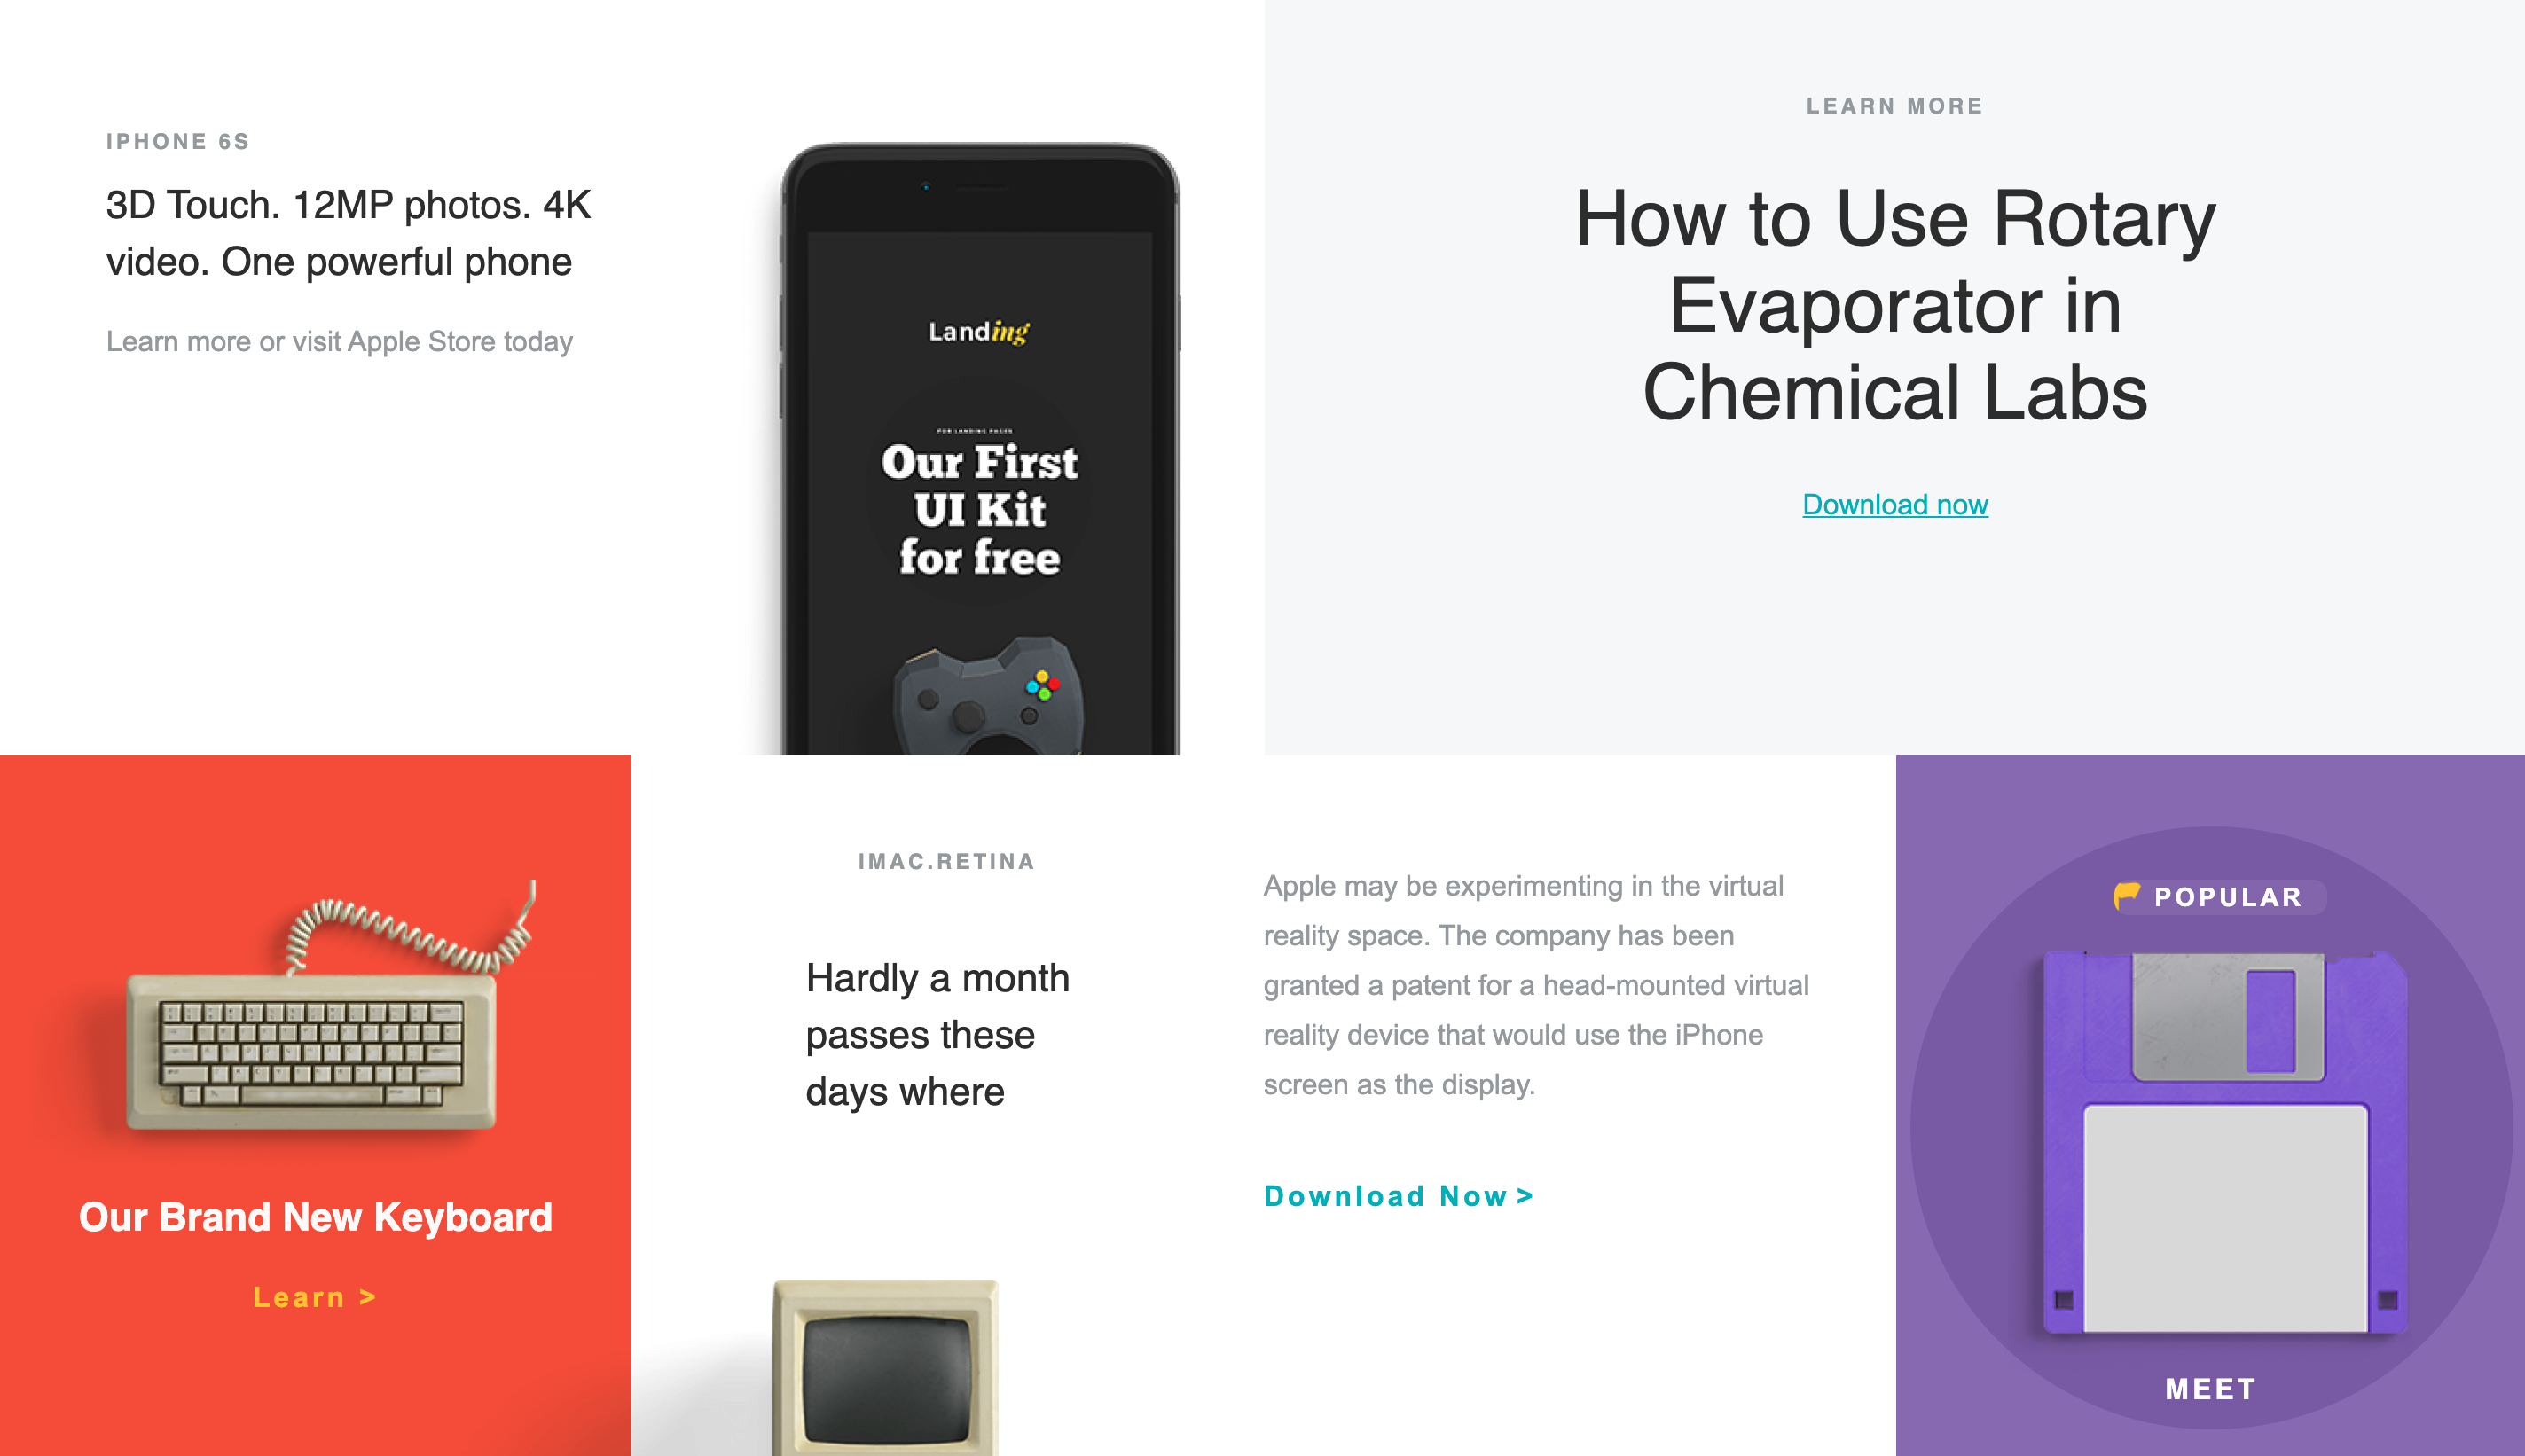 IPHONE 6S
3D Touch. 12MP photos. 4K
video. One powerful phone
Learn more or visit Apple Store today
Landing
FOR LANDING PAGES
Our First
UI Kit
for free
LEARN MORE
How to Use Rotary
Evaporator in
Chemical Labs
Download now
Our Brand New Keyboard
Learn >
IMAC.RETINA
Hardly a month
passes these
days where
Apple may be experimenting in the virtual
reality space. The company has been
granted a patent for a head-mounted virtual
reality device that would use the iPhone
screen as the display.
Download Now >
POPULAR
MEET